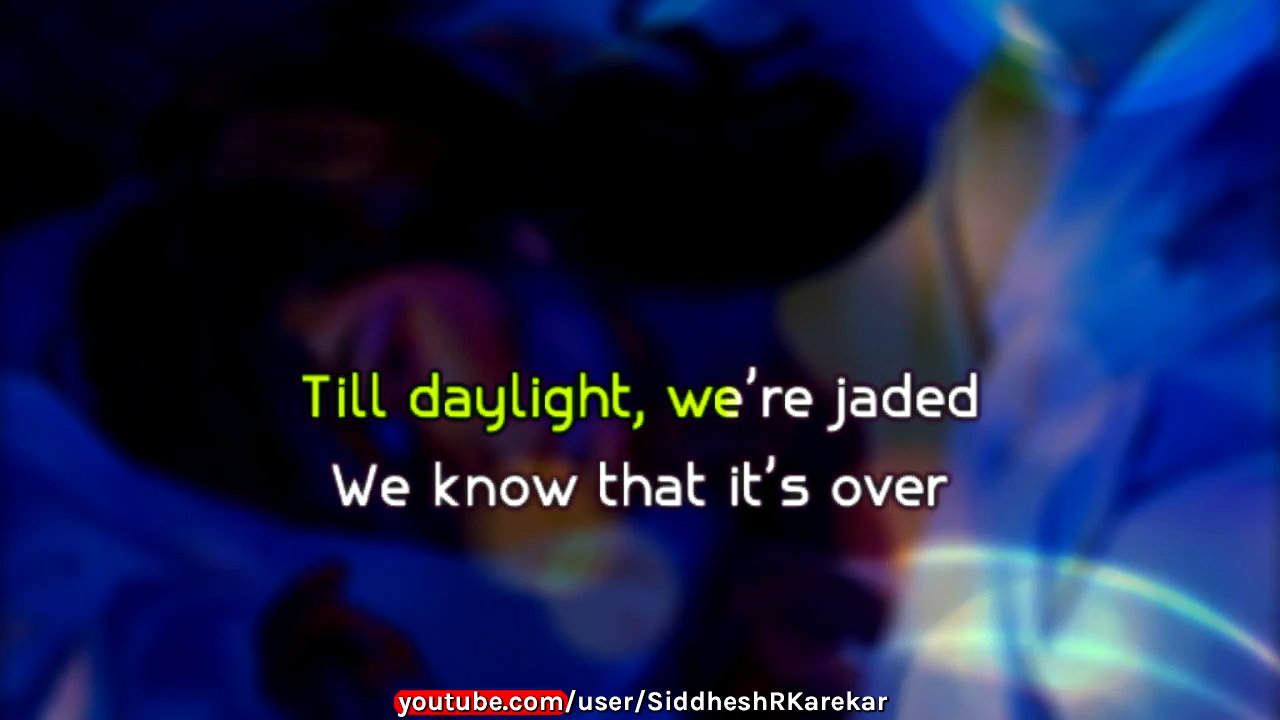 Till daylight, we're jaded
We know that it's over
youtube.com/user/SiddheshRKarekar